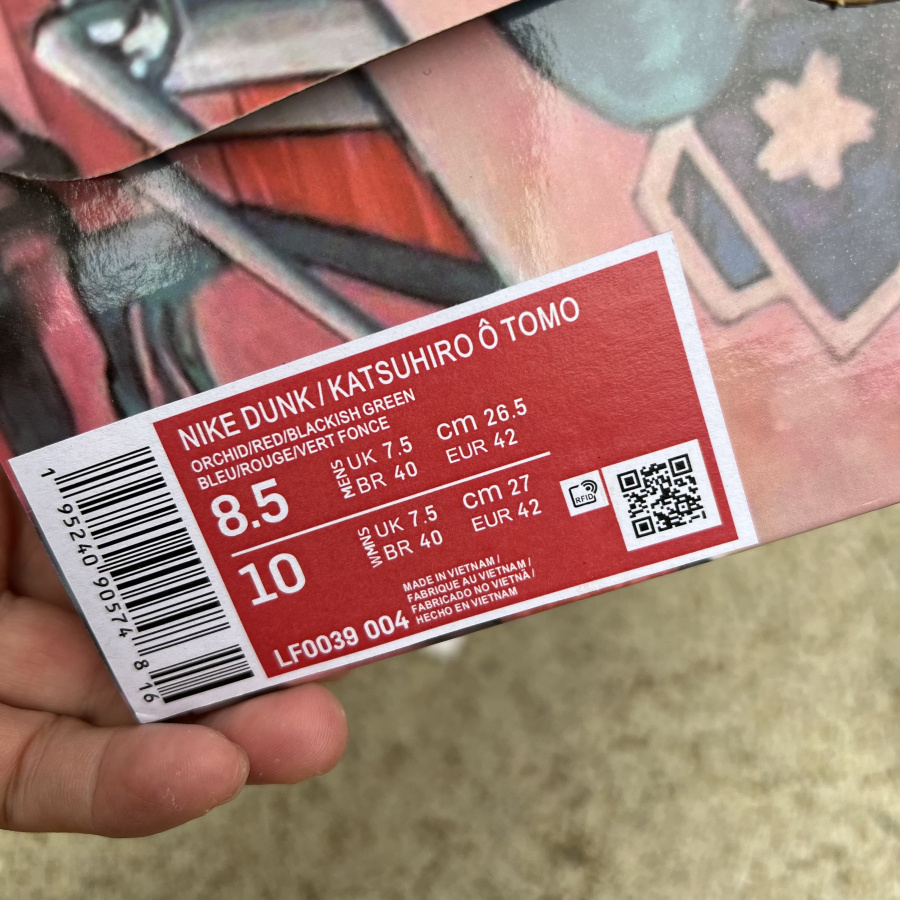 NIKE DUNK / KATSUHIRO Ô TOMO
ORCHID/RED/BLACKISH GREEN
BLEU/ROUGE/VERT FONCE
8.5
MENS
UK 7.5
cm 26.5
BR 40
EUR 42
10
WMNS
UK 7.5
cm 27
BR 40
EUR 42
RFID
MADE IN VIETNAM /
FABRIQUE AU VIETNAM /
FABRICADO NO VIETNÃ /
HECHO EN VIETNAM
LF0039 004
1 95240 90574 8 16